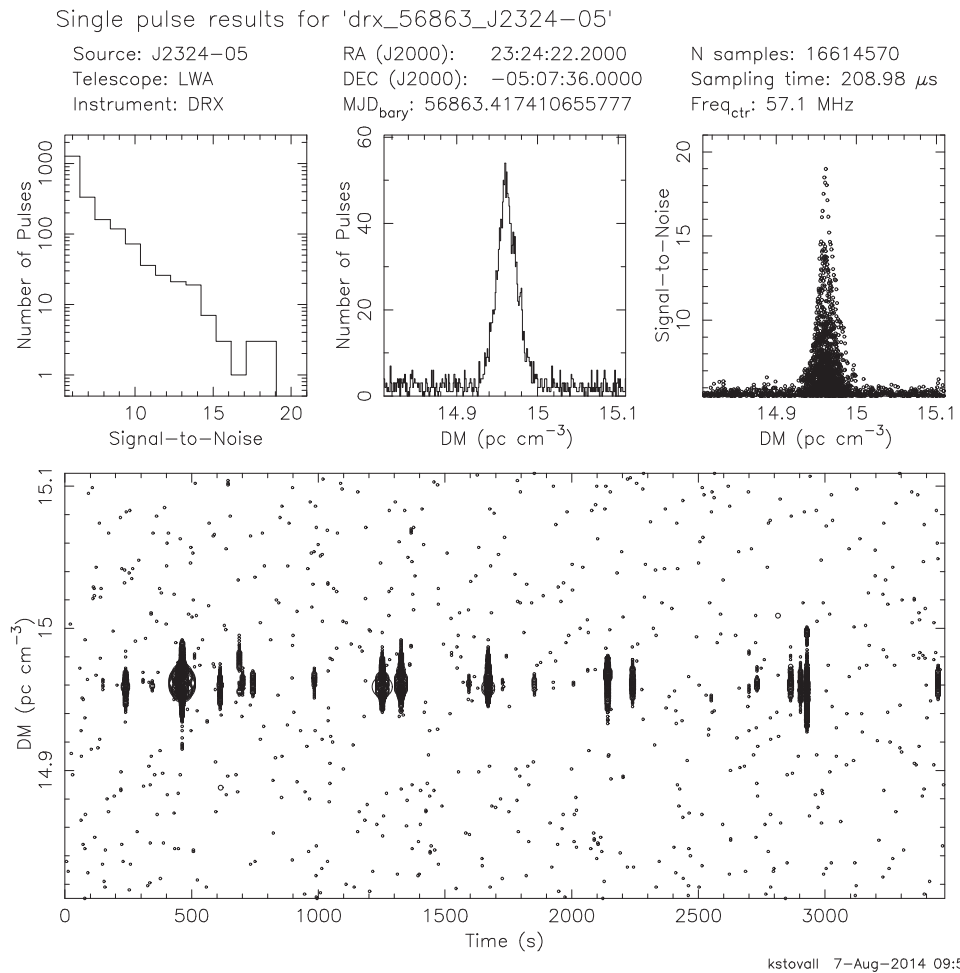 Single pulse results for 'drx_56863_J2324−05'
Source: J2324−05
Telescope: LWA
Instrument: DRX
RA (J2000): 23:24:22.2000
DEC (J2000): −05:07:36.0000
MJDbary: 56863.417410655777
N samples: 16614570
Sampling time: 208.98 μs
Freqctr: 57.1 MHz
Number of Pulses
1000
100
10
1
10 15 20
Signal−to−Noise
Number of Pulses
60
40
20
0
14.9 15 15.1
DM (pc cm−3)
Signal−to−Noise
20
15
10
14.9 15 15.1
DM (pc cm−3)
DM (pc cm−3)
15.1
15
14.9
0 500 1000 1500 2000 2500 3000
Time (s)
kstovall 7−Aug−2014 09:5